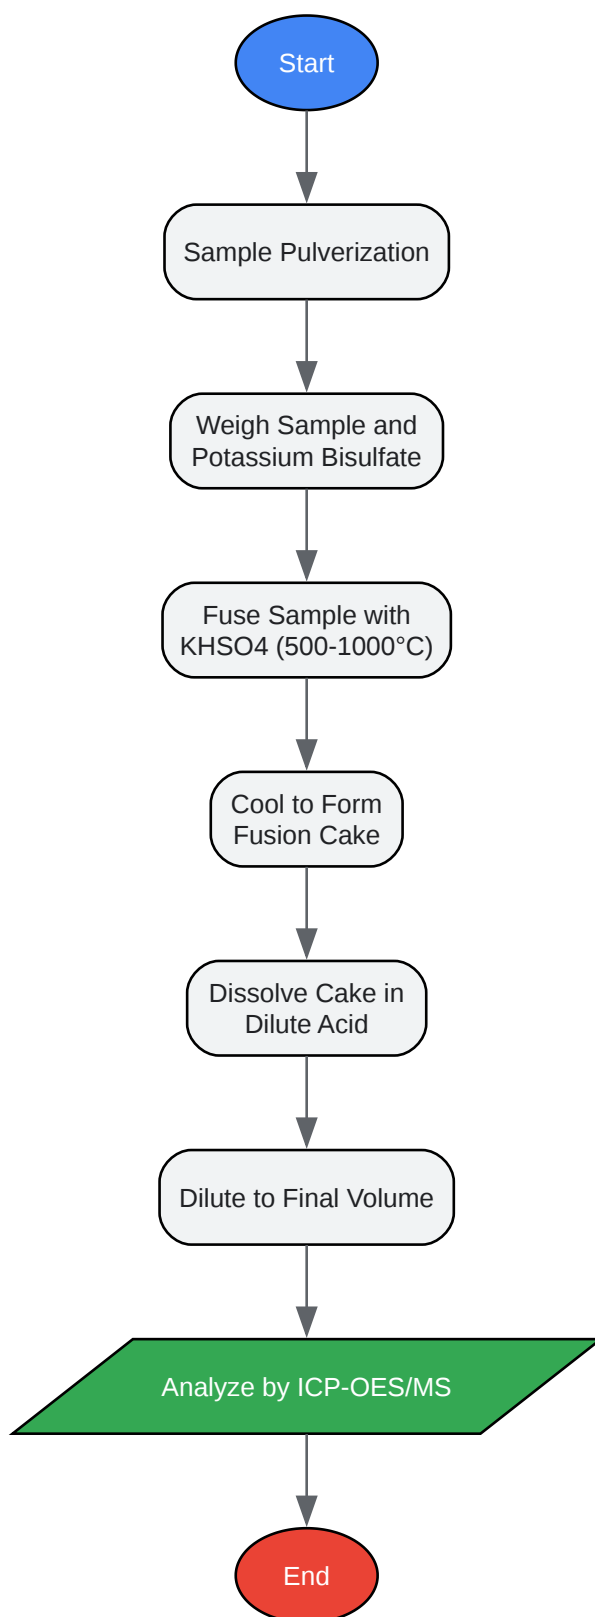 Start
Sample Pulverization
Weigh Sample and
Potassium Bisulfate
Fuse Sample with
KHSO4 (500-1000°C)
Cool to Form
Fusion Cake
Dissolve Cake in
Dilute Acid
Dilute to Final Volume
Analyze by ICP-OES/MS
End